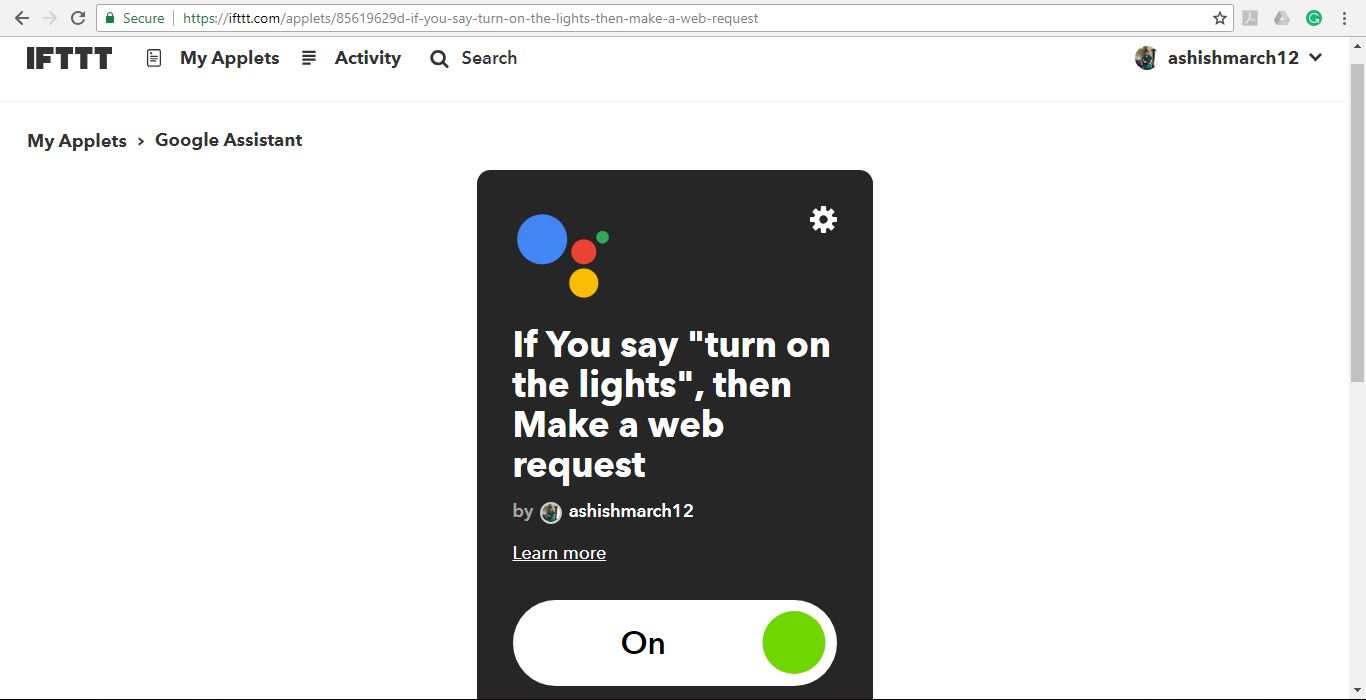 Secure
https://ifttt.com/applets/85619629d-if-you-say-turn-on-the-lights-then-make-a-web-request
IFTTT My Applets Activity Search ashishmarch12
My Applets › Google Assistant
If You say "turn on
the lights", then
Make a web
request
by ashishmarch12
Learn more
On